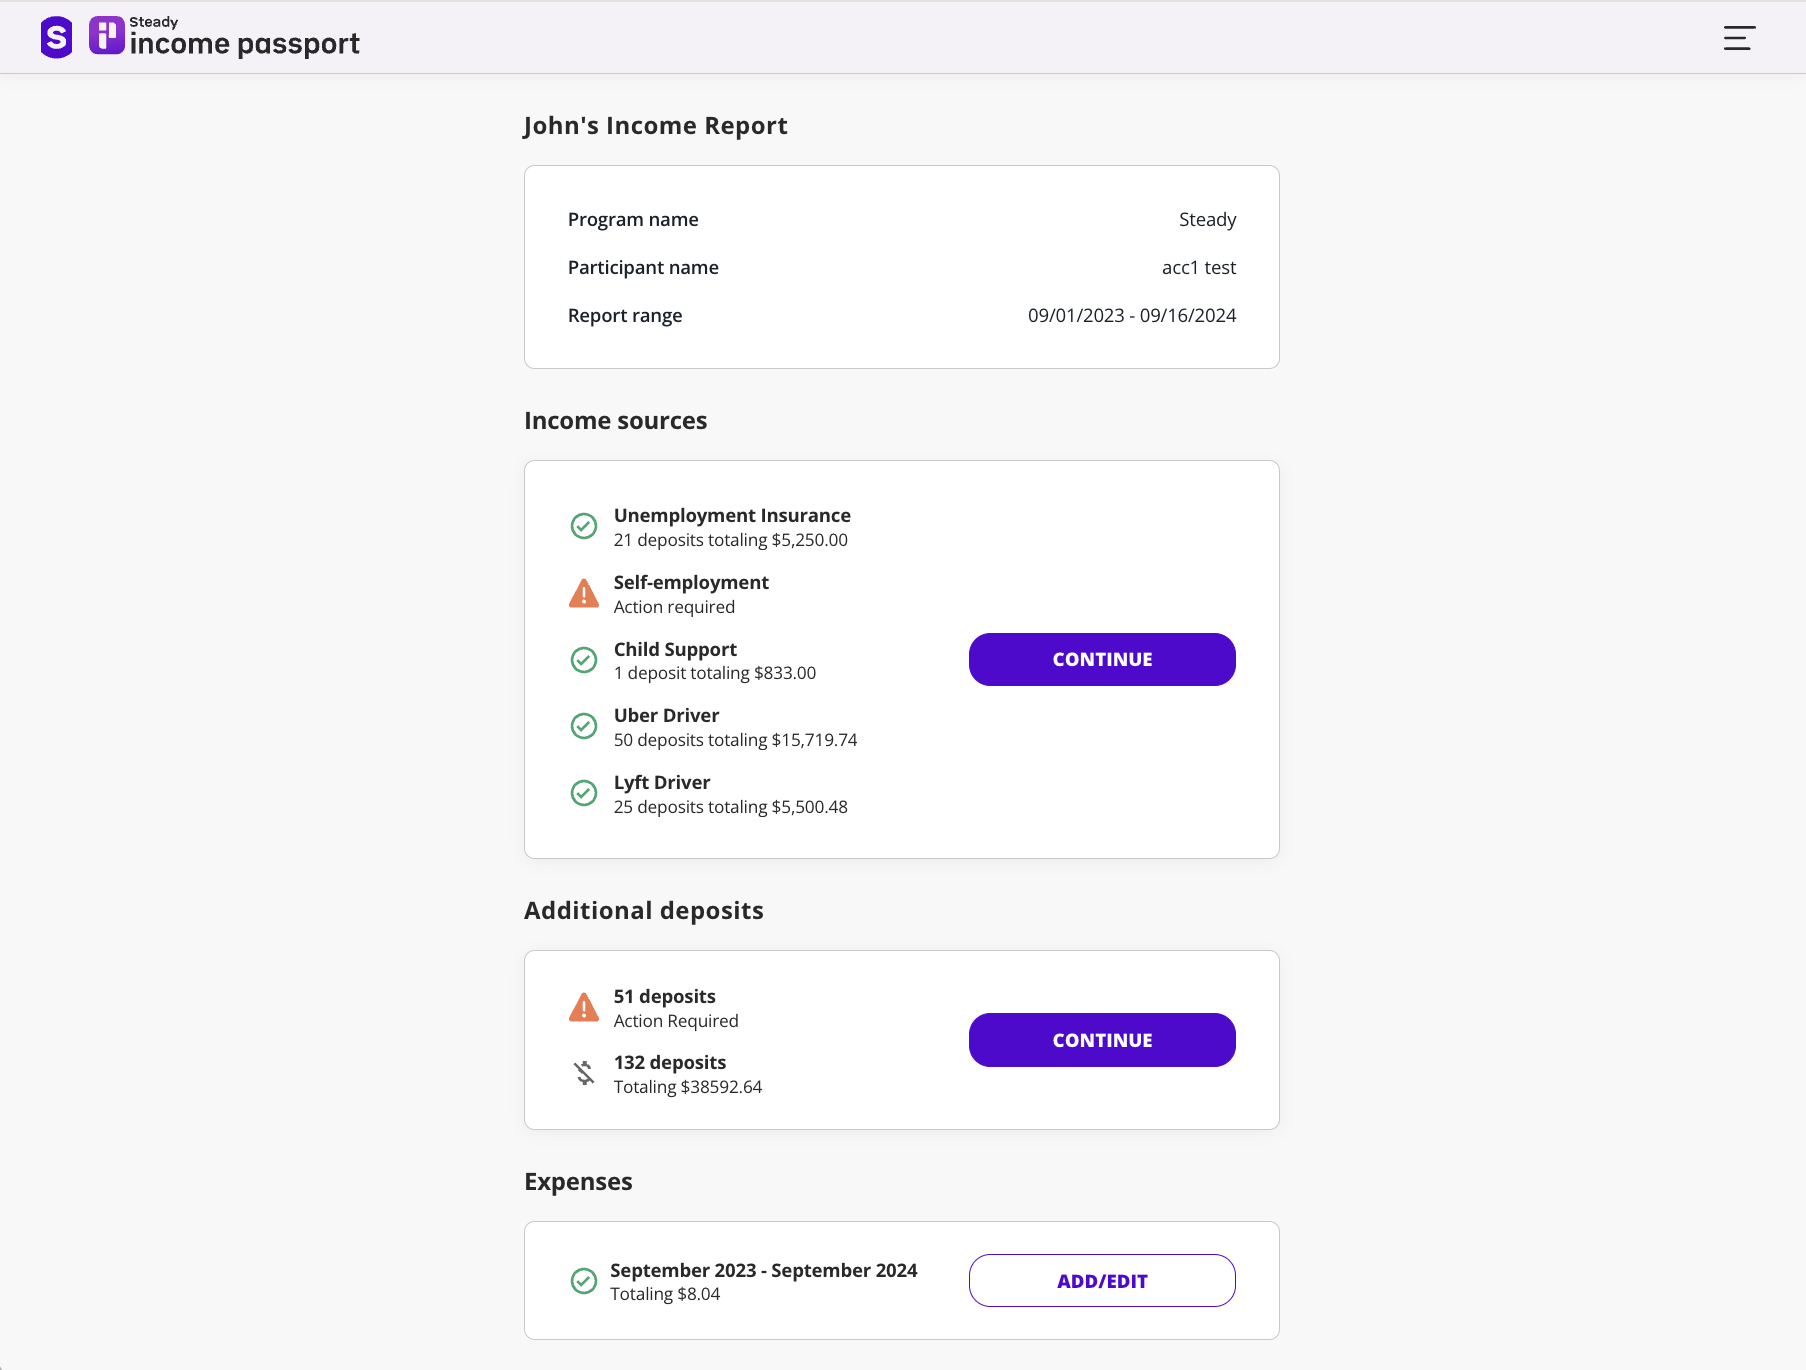 S
Steady
income passport
John's Income Report
Program name Steady
Participant name acc1 test
Report range 09/01/2023 - 09/16/2024
Income sources
Unemployment Insurance
21 deposits totaling $5,250.00
Self-employment
Action required
Child Support
1 deposit totaling $833.00
CONTINUE
Uber Driver
50 deposits totaling $15,719.74
Lyft Driver
25 deposits totaling $5,500.48
Additional deposits
51 deposits
Action Required
CONTINUE
132 deposits
Totaling $38592.64
Expenses
September 2023 - September 2024
Totaling $8.04
ADD/EDIT